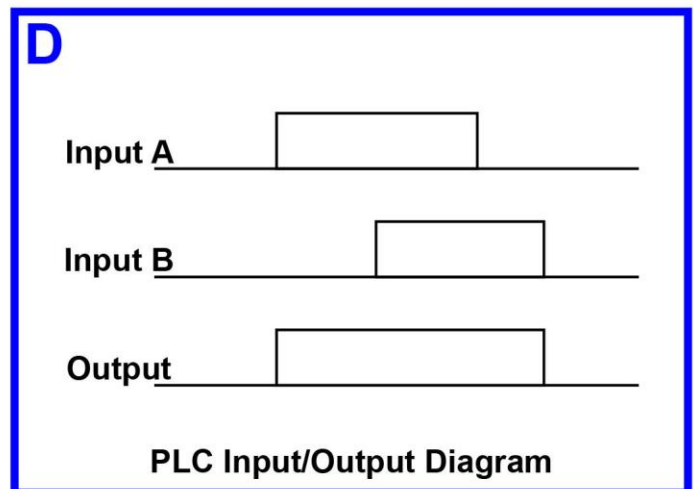 D
Input A
Input B
Output
PLC Input/Output Diagram